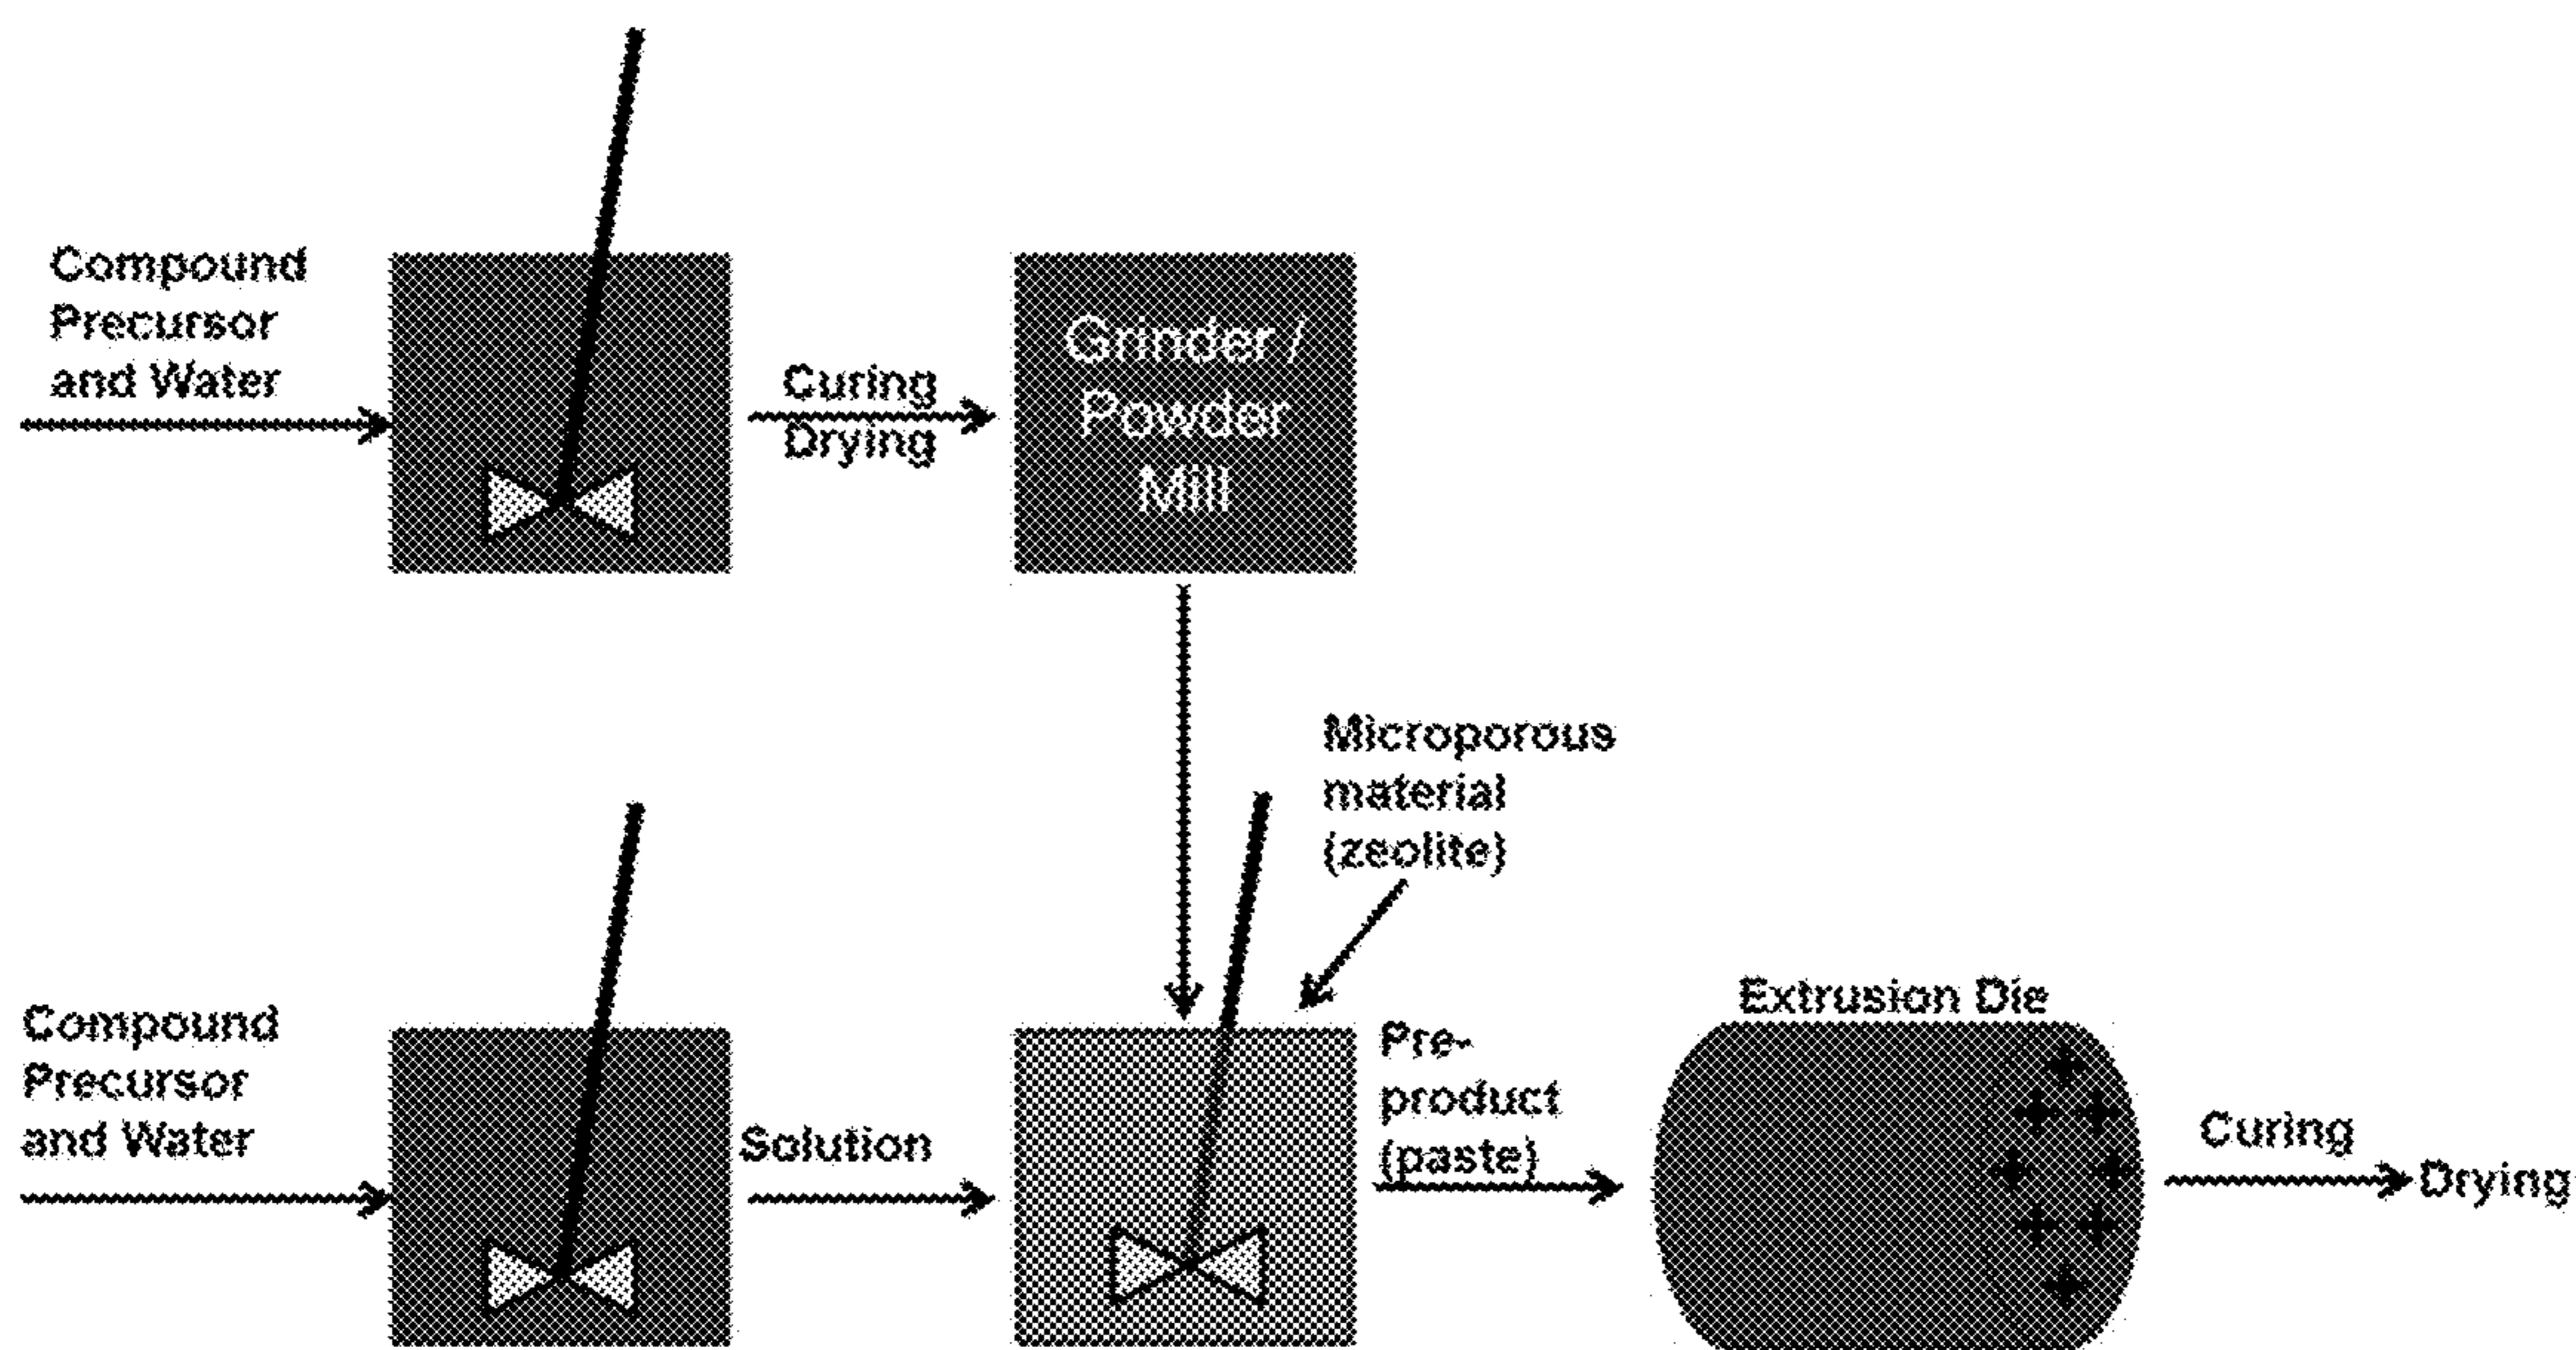 Compound
Precursor
and Water
Curing
Drying
Grinder /
Powder
Mill
Microporous
material
(zeolite)
Compound
Precursor
and Water
Solution
Pre-
product
(paste)
Extrusion Die
Curing
Drying